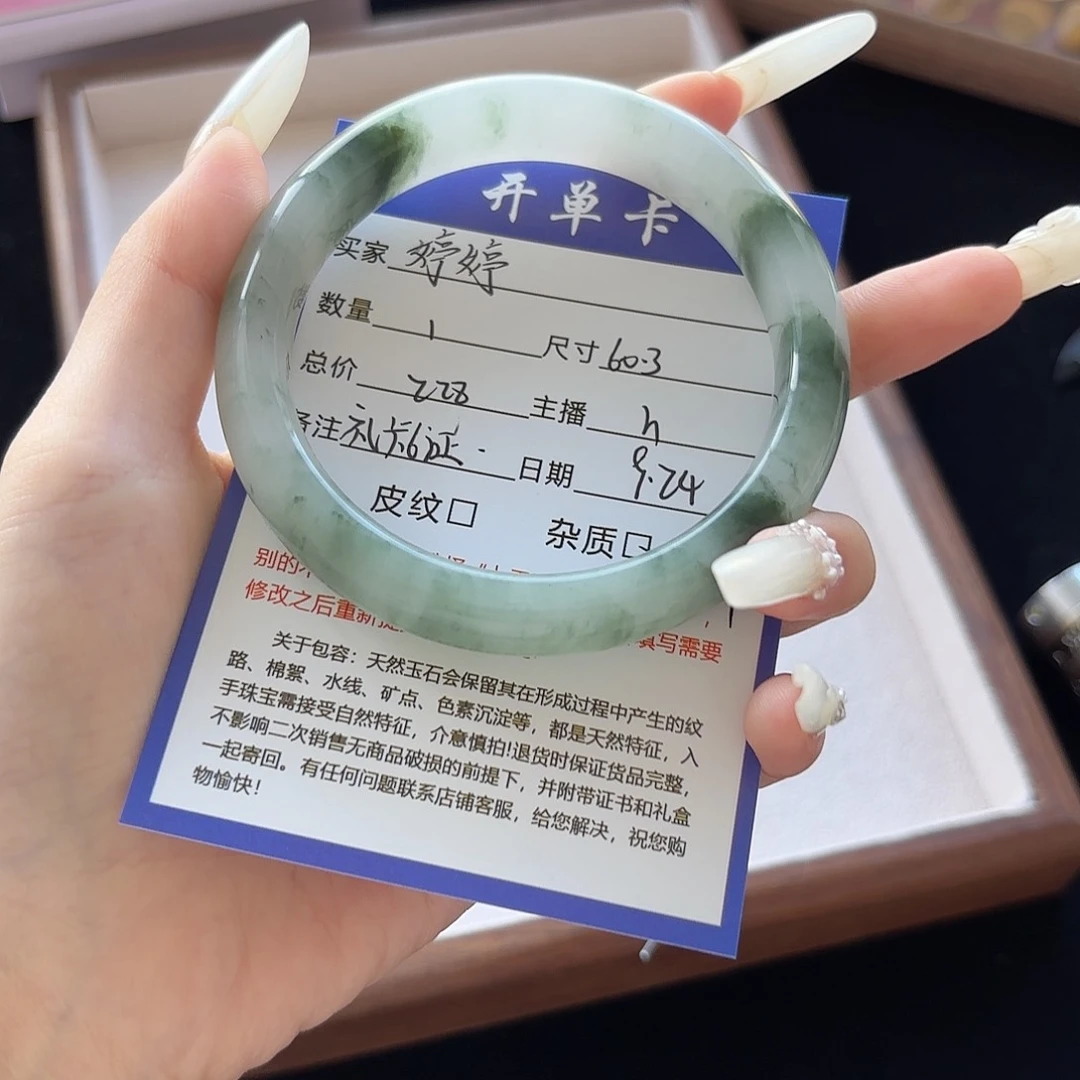 开单卡
买家 婷婷
数量 1 尺寸 60.3
总价 228 主播 h
备注 礼卡6证. 日期 9.24
皮纹□ 杂质□
别的不
修改之后重新 填写需要
关于包容:天然玉石会保留其在形成过程中产生的纹
路、棉絮、水线、矿点、色素沉淀等,都是天然特征,入
手珠宝需接受自然特征,介意慎拍!退货时保证货品完整,
不影响二次销售无商品破损的前提下,并附带证书和礼盒
一起寄回。有任何问题联系店铺客服,给您解决,祝您购
物愉快!